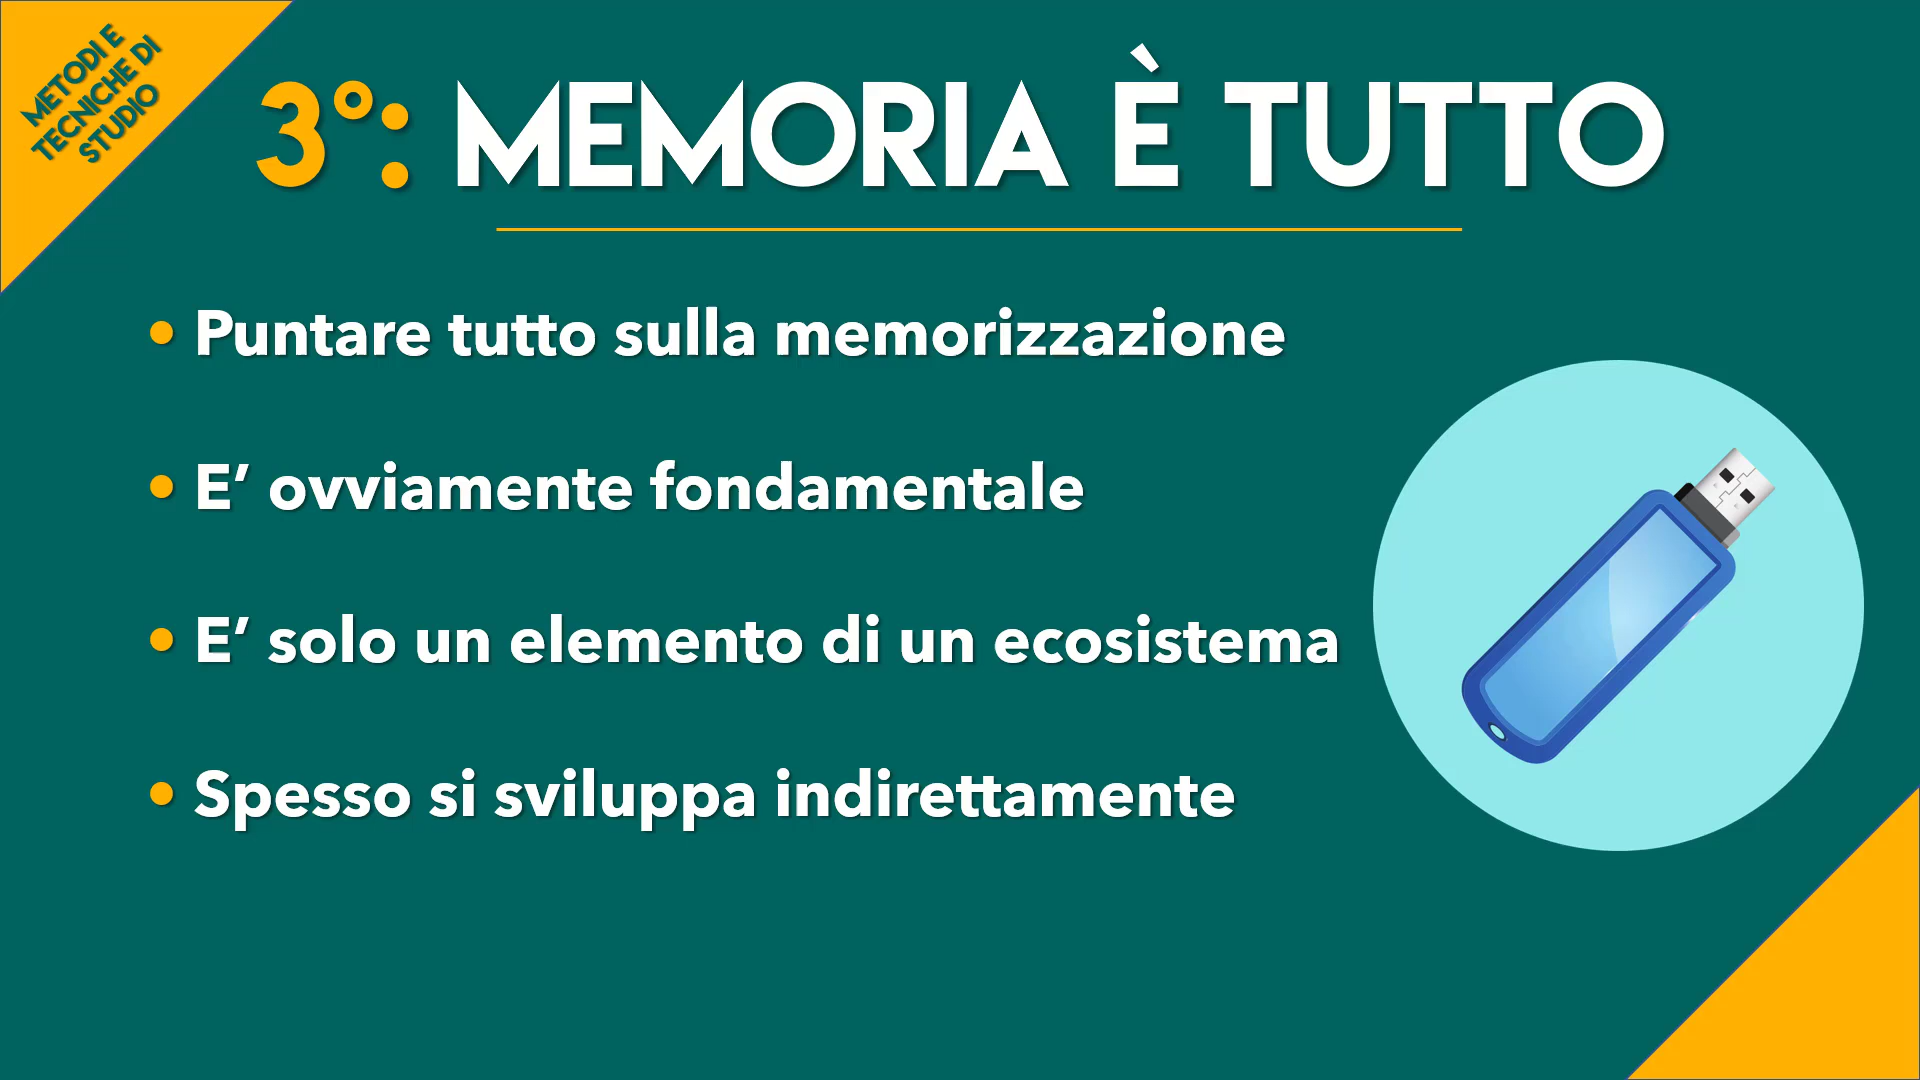 METODI E
TECNICHE DI
STUDIO
3°: MEMORIA È TUTTO
• Puntare tutto sulla memorizzazione
• E’ ovviamente fondamentale
• E’ solo un elemento di un ecosistema
• Spesso si sviluppa indirettamente